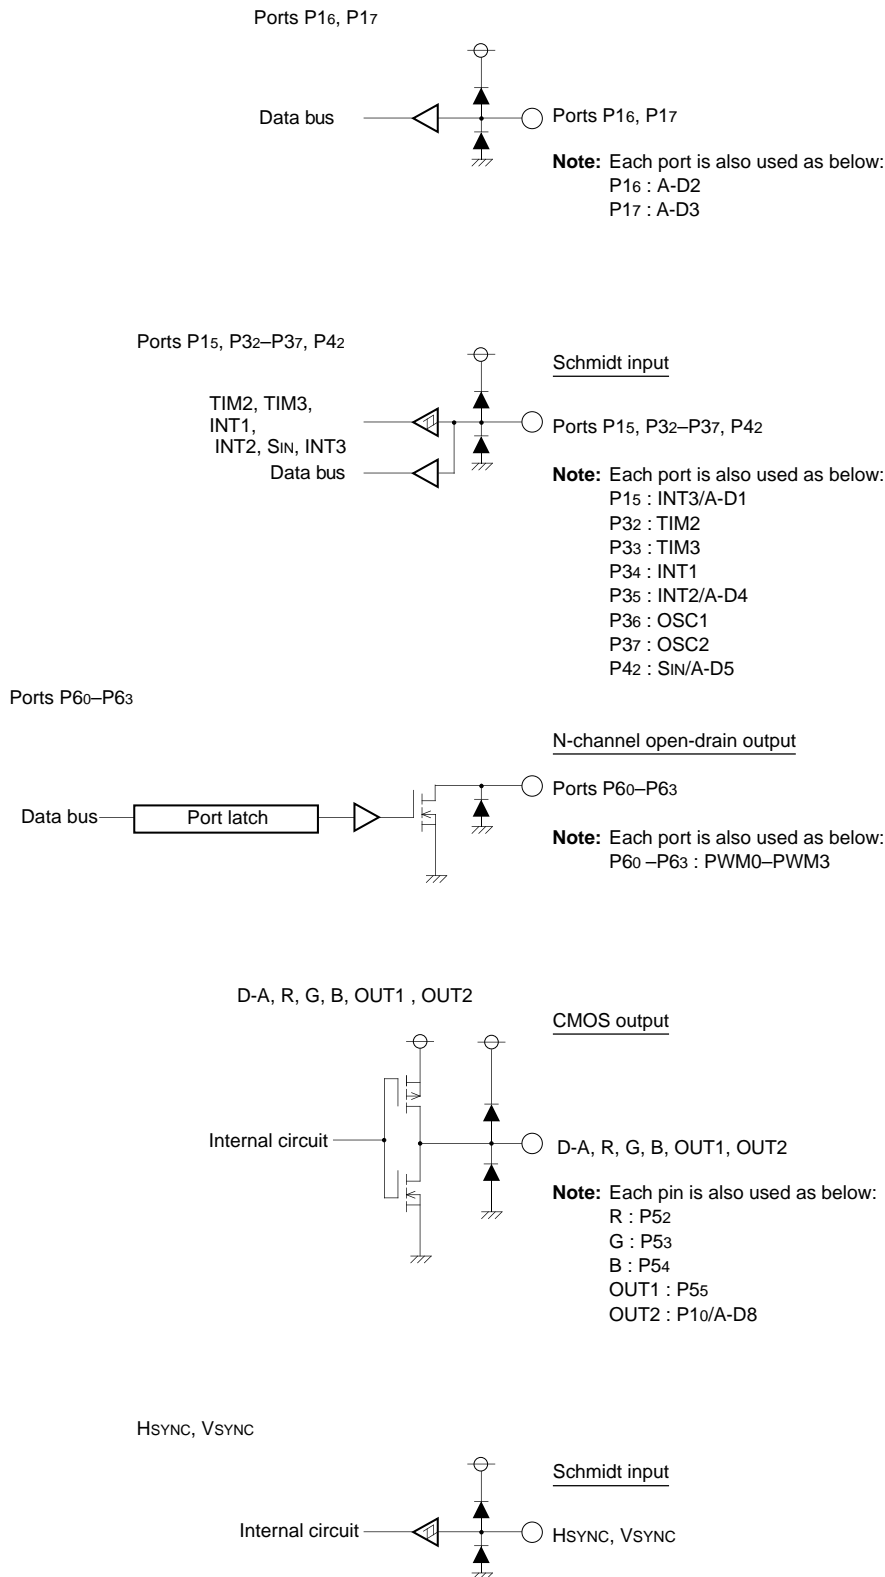 Ports P16, P17
Data bus
Ports P16, P17
Note: Each port is also used as below:
P16 : A-D2
P17 : A-D3
Ports P15, P32–P37, P42
Schmidt input
TIM2, TIM3,
INT1,
INT2, SIN, INT3
Data bus
Ports P15, P32–P37, P42
Note: Each port is also used as below:
P15 : INT3/A-D1
P32 : TIM2
P33 : TIM3
P34 : INT1
P35 : INT2/A-D4
P36 : OSC1
P37 : OSC2
P42 : SIN/A-D5
Ports P60–P63
N-channel open-drain output
Data bus
Port latch
Ports P60–P63
Note: Each port is also used as below:
P60 –P63 : PWM0–PWM3
D-A, R, G, B, OUT1 , OUT2
CMOS output
Internal circuit
D-A, R, G, B, OUT1, OUT2
Note: Each pin is also used as below:
R : P52
G : P53
B : P54
OUT1 : P55
OUT2 : P10/A-D8
HSYNC, VSYNC
Schmidt input
Internal circuit
HSYNC, VSYNC